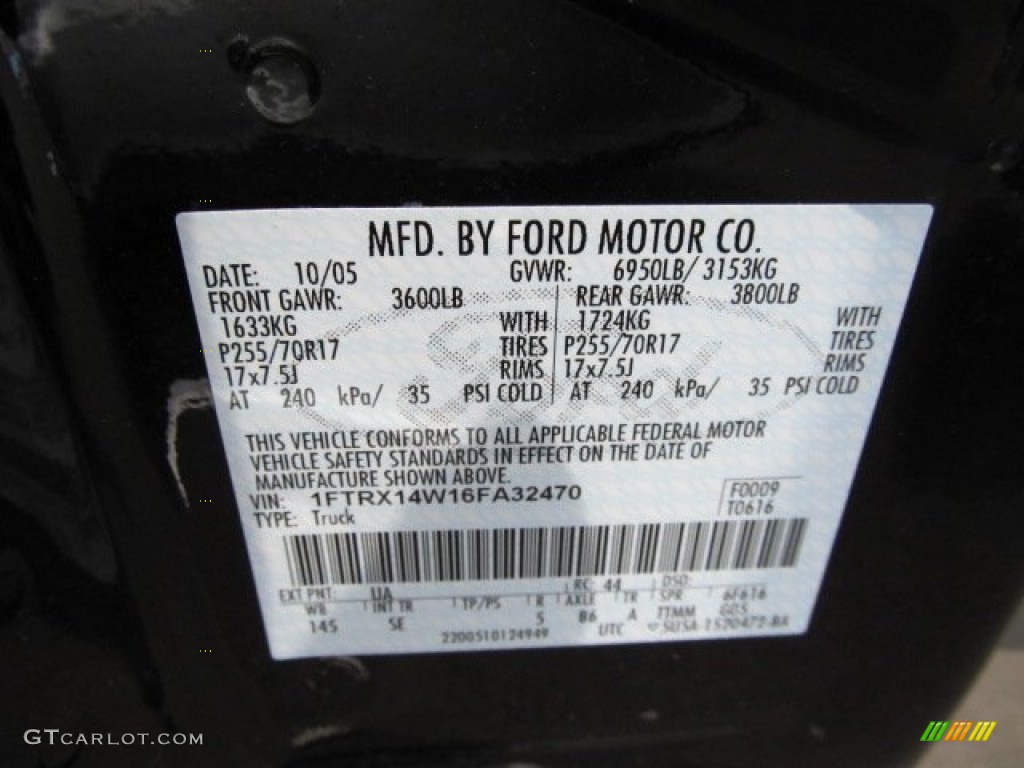 MFD. BY FORD MOTOR CO.
DATE: 10/05 GVWR: 6950LB/ 3153KG
FRONT GAWR: 3600LB REAR GAWR: 3800LB
1633KG WITH 1724KG WITH
P255/70R17 TIRES P255/70R17 TIRES
17x7.5J RIMS 17x7.5J RIMS
AT 240 kPa/ 35 PSI COLD AT 240 kPa/ 35 PSI COLD
THIS VEHICLE CONFORMS TO ALL APPLICABLE FEDERAL MOTOR
VEHICLE SAFETY STANDARDS IN EFFECT ON THE DATE OF
MANUFACTURE SHOWN ABOVE.
VIN: 1FTRX14W16FA32470 F0009
TYPE: Truck T0616
EXT PNT: UA RC: 44 DSO:
WB INT TR TP/PS R AXLE TR SPR 6F616
145 SE 5 B6 A TTMM
2200510124949 UTC
Ford
GTCARLOT.COM